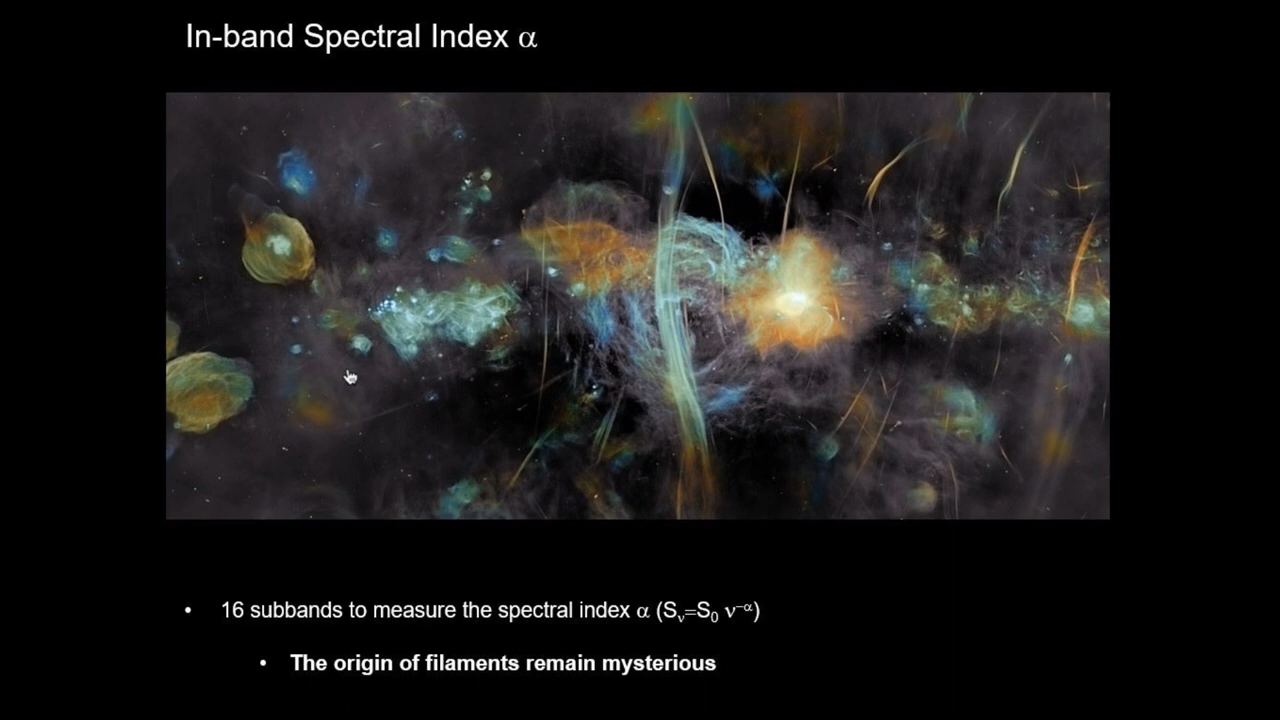 In-band Spectral Index α
• 16 subbands to measure the spectral index α (Sν=S0 ν−α)
• The origin of filaments remain mysterious